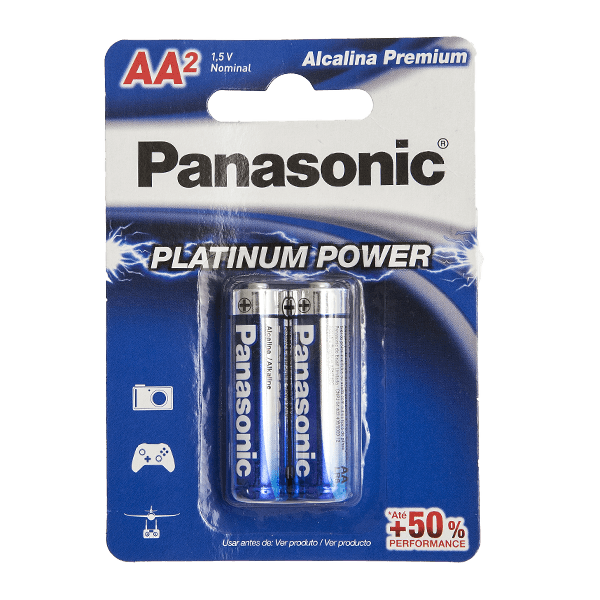 AA2
1,5 V
Nominal
Alcalina Premium
Panasonic®
PLATINUM POWER
Panasonic
Alcalina / Alkaline
Panasonic
AA
*Até
+50%
PERFORMANCE
Usar antes de: Ver produto / Ver producto